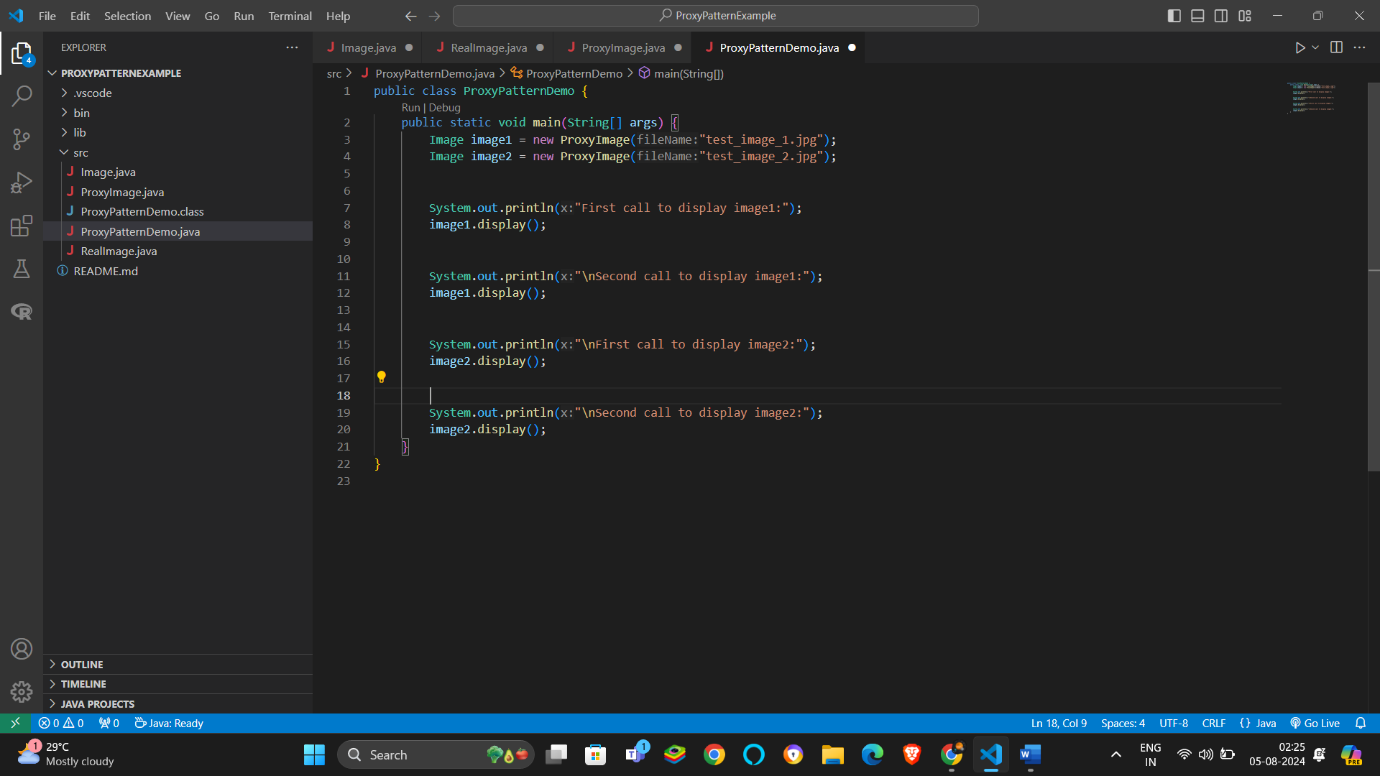 File Edit Selection View Go Run Terminal Help
ProxyPatternExample
EXPLORER
PROXYPATTERNEXAMPLE
.vscode
bin
lib
src
Image.java
ProxyImage.java
ProxyPatternDemo.class
ProxyPatternDemo.java
RealImage.java
README.md
OUTLINE
TIMELINE
JAVA PROJECTS
4
Image.java RealImage.java ProxyImage.java ProxyPatternDemo.java
src > ProxyPatternDemo.java > ProxyPatternDemo > main(String[])
1 public class ProxyPatternDemo {
Run | Debug
2 public static void main(String[] args) {
3 Image image1 = new ProxyImage(fileName:"test_image_1.jpg");
4 Image image2 = new ProxyImage(fileName:"test_image_2.jpg");
5
6
7 System.out.println(x:"First call to display image1:");
8 image1.display();
9
10
11 System.out.println(x:"\nSecond call to display image1:");
12 image1.display();
13
14
15 System.out.println(x:"\nFirst call to display image2:");
16 image2.display();
17
18
19 System.out.println(x:"\nSecond call to display image2:");
20 image2.display();
21 }
22 }
23
0 0 0 Java: Ready Ln 18, Col 9 Spaces: 4 UTF-8 CRLF {} Java Go Live
1 29°C
Mostly cloudy
Search
1
ENG
IN
02:25
05-08-2024
PRE